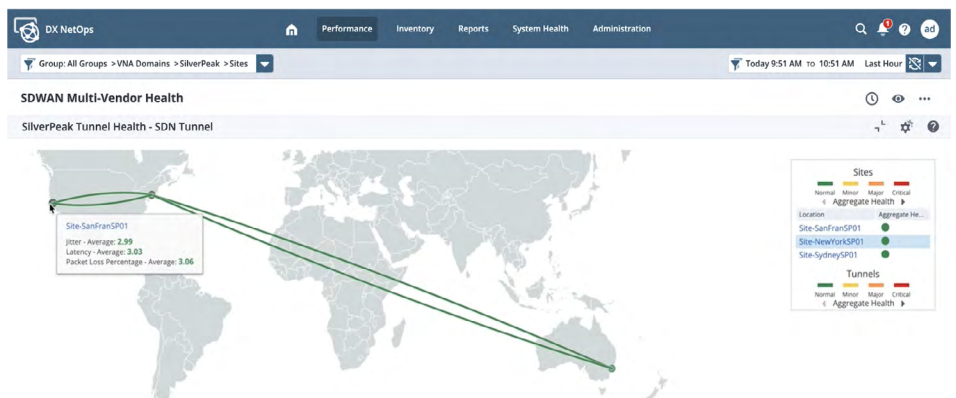 DX NetOps
Performance Inventory Reports System Health Administration
1
ad
Group: All Groups > VNA Domains > SilverPeak > Sites
Today 9:51 AM TO 10:51 AM Last Hour
SDWAN Multi-Vendor Health
SilverPeak Tunnel Health - SDN Tunnel
Site-SanFranSP01
Jitter - Average: 2.99
Latency - Average: 3.03
Packet Loss Percentage - Average: 3.06
Sites
Normal Minor Major Critical
Aggregate Health
Location Aggregate He...
Site-SanFranSP01
Site-NewYorkSP01
Site-SydneySP01
Tunnels
Normal Minor Major Critical
Aggregate Health